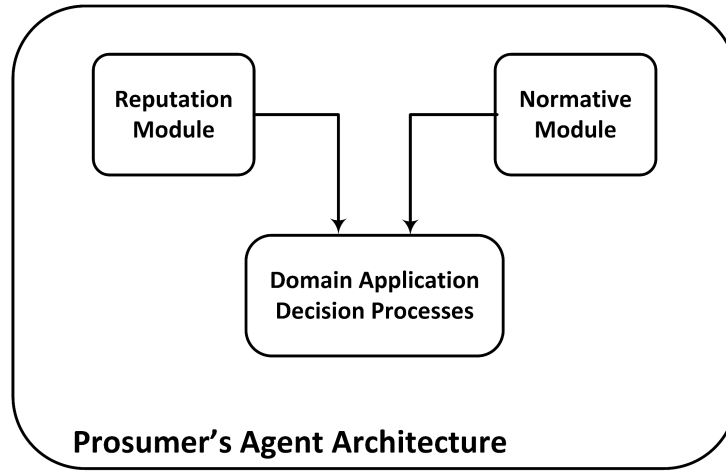 Reputation
Module
Normative
Module
Domain Application
Decision Processes
Prosumer's Agent Architecture